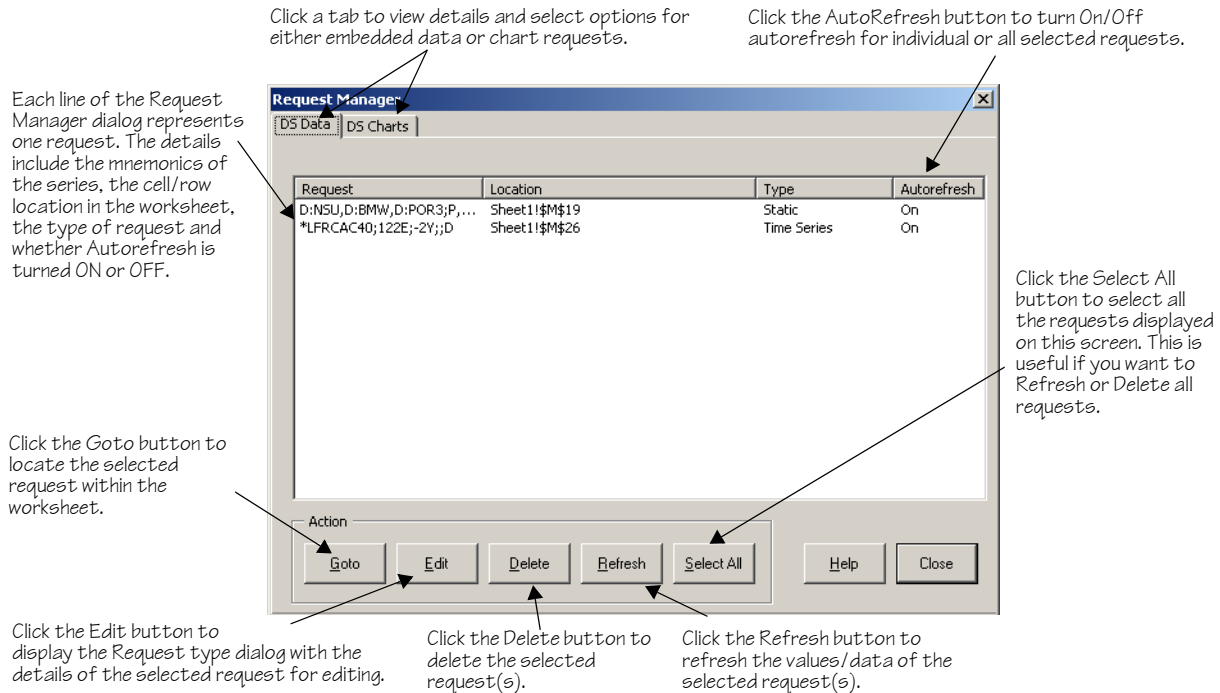 Click a tab to view details and select options for
either embedded data or chart requests.
Click the AutoRefresh button to turn On/Off
autorefresh for individual or all selected requests.
Each line of the Request
Manager dialog represents
one request. The details
include the mnemonics of
the series, the cell/row
location in the worksheet,
the type of request and
whether Autorefresh is
turned ON or OFF.
Request Manager
DS Data DS Charts
Request Location Type Autorefresh
D:NSU,D:BMW,D:POR3;P,... Sheet1!$M$19 Static On
*LFRCAC40;122E;-2Y;;D Sheet1!$M$26 Time Series On
Click the Select All
button to select all
the requests displayed
on this screen. This is
useful if you want to
Refresh or Delete all
requests.
Click the Goto button to
locate the selected
request within the
worksheet.
Action
Goto Edit Delete Refresh Select All Help Close
Click the Edit button to
display the Request type dialog with the
details of the selected request for editing.
Click the Delete button to
delete the selected
request(s).
Click the Refresh button to
refresh the values/data of the
selected request(s).